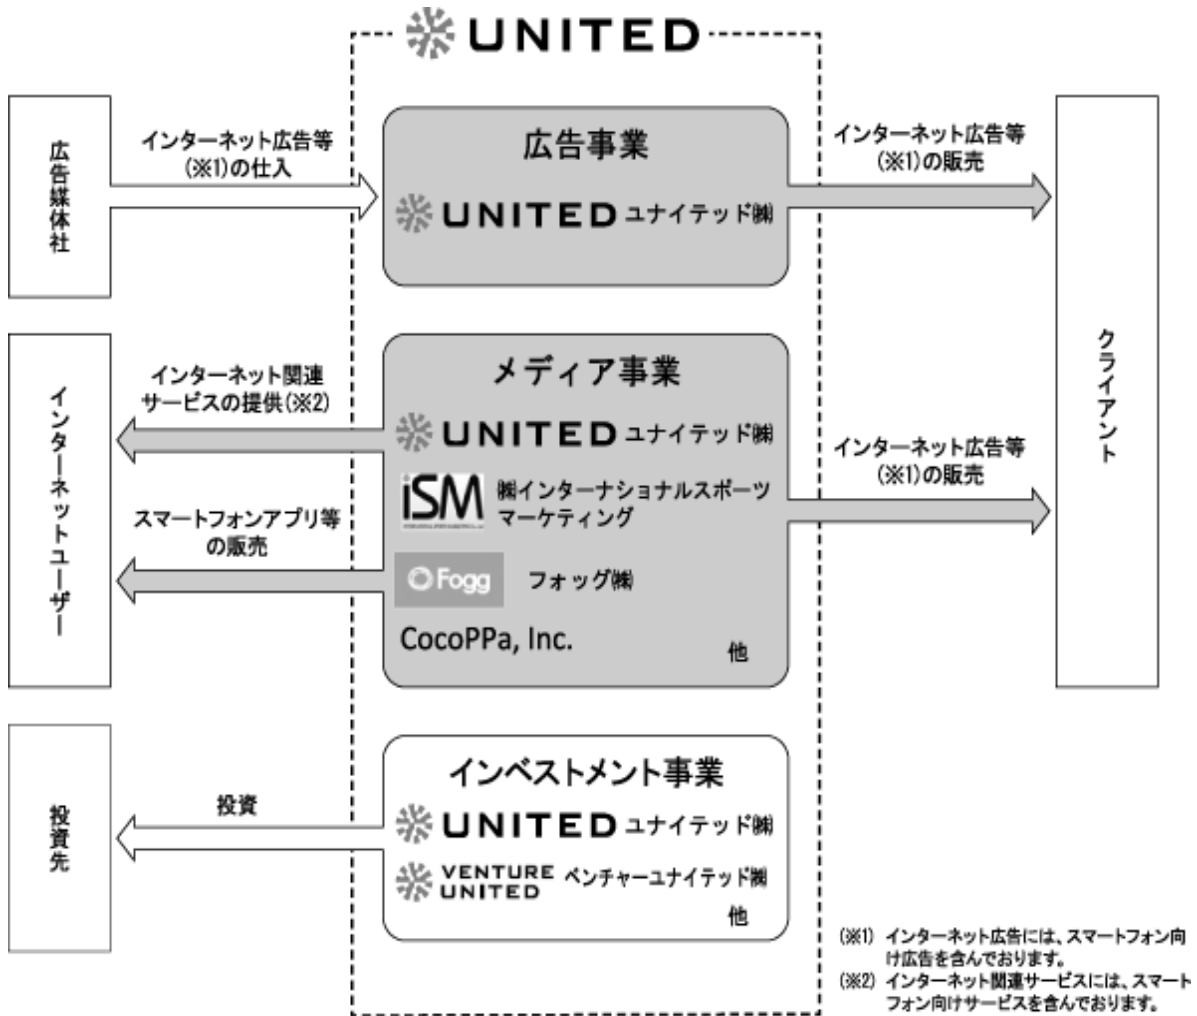 UNITED
広告媒体社
インターネット広告等
(※1)の仕入
広告事業
UNITED ユナイテッド㈱
インターネット広告等
(※1)の販売
クライアント
インターネットユーザー
インターネット関連
サービスの提供(※2)
スマートフォンアプリ等
の販売
メディア事業
UNITED ユナイテッド㈱
iSM ㈱インターナショナルスポーツ
マーケティング
Fogg フォッグ㈱
CocoPPa, Inc.
他
インターネット広告等
(※1)の販売
投資先
投資
インベストメント事業
UNITED ユナイテッド㈱
VENTURE
UNITED ベンチャーユナイテッド㈱
他
(※1) インターネット広告には、スマートフォン向
け広告を含んでおります。
(※2) インターネット関連サービスには、スマート
フォン向けサービスを含んでおります。